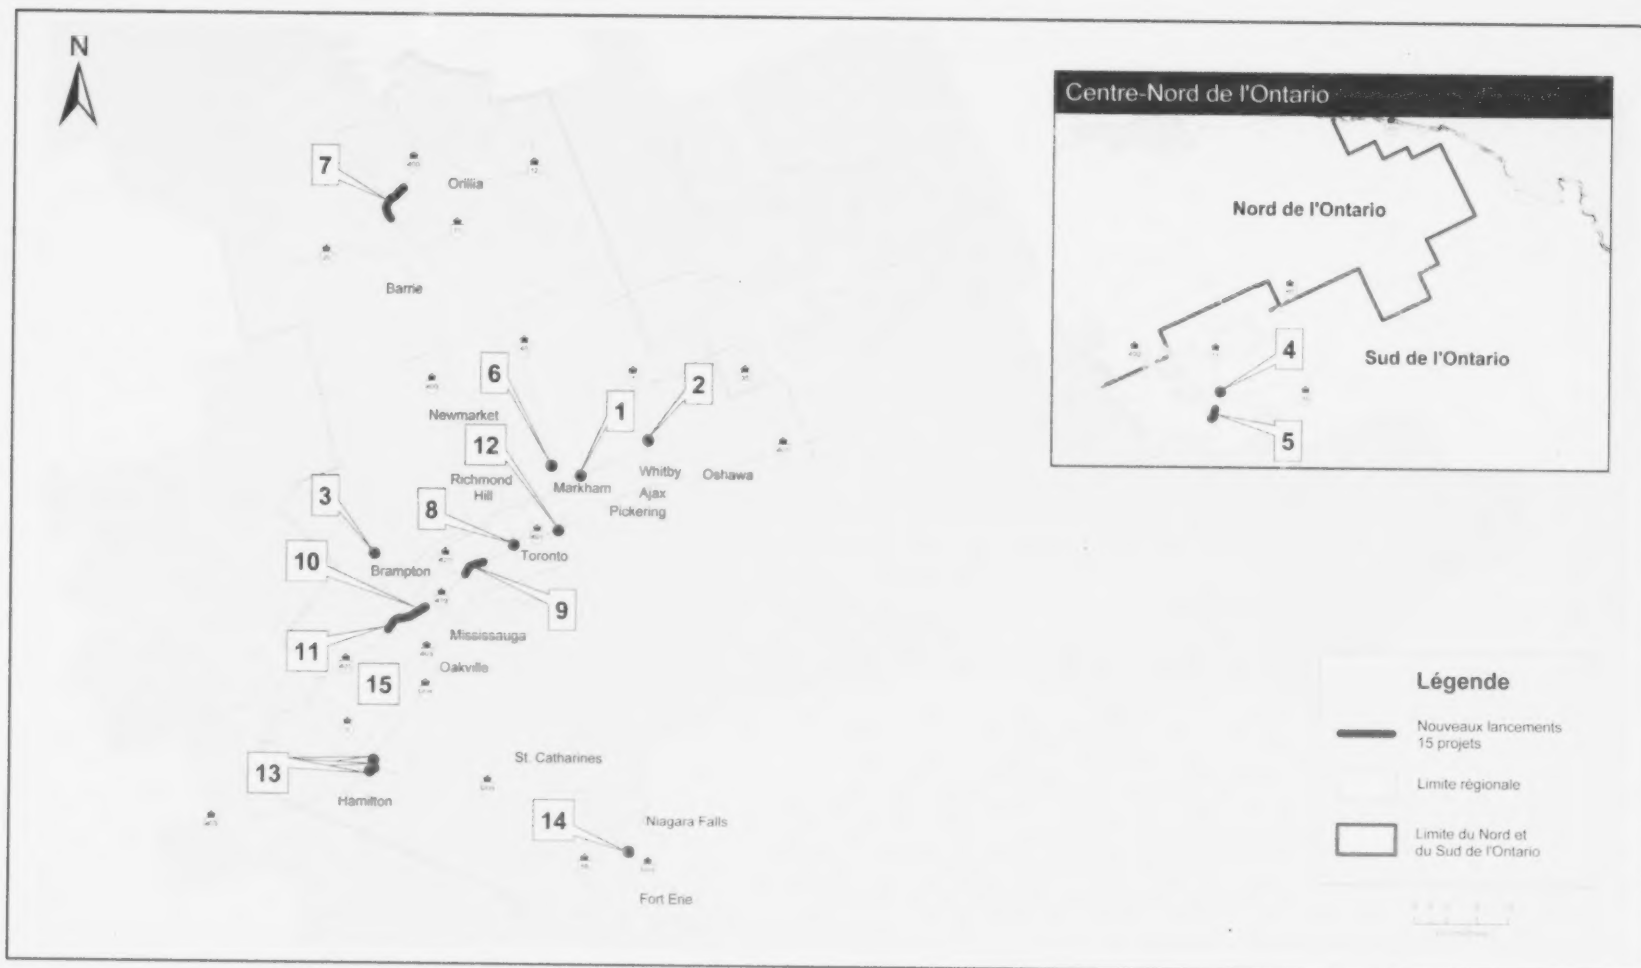 N
Centre-Nord de l'Ontario
Nord de l'Ontario
Sud de l'Ontario
4
5
7
Orillia
Barrie
6
1
2
Newmarket
12
Richmond
Hill
Markham
Whitby
Ajax
Pickering
Oshawa
3
8
Toronto
10
Brampton
9
11
Mississauga
15
Oakville
13
Hamilton
St. Catharines
14
Niagara Falls
Fort Erie
Légende
Nouveaux lancements
15 projets
Limite régionale
Limite du Nord et
du Sud de l'Ontario